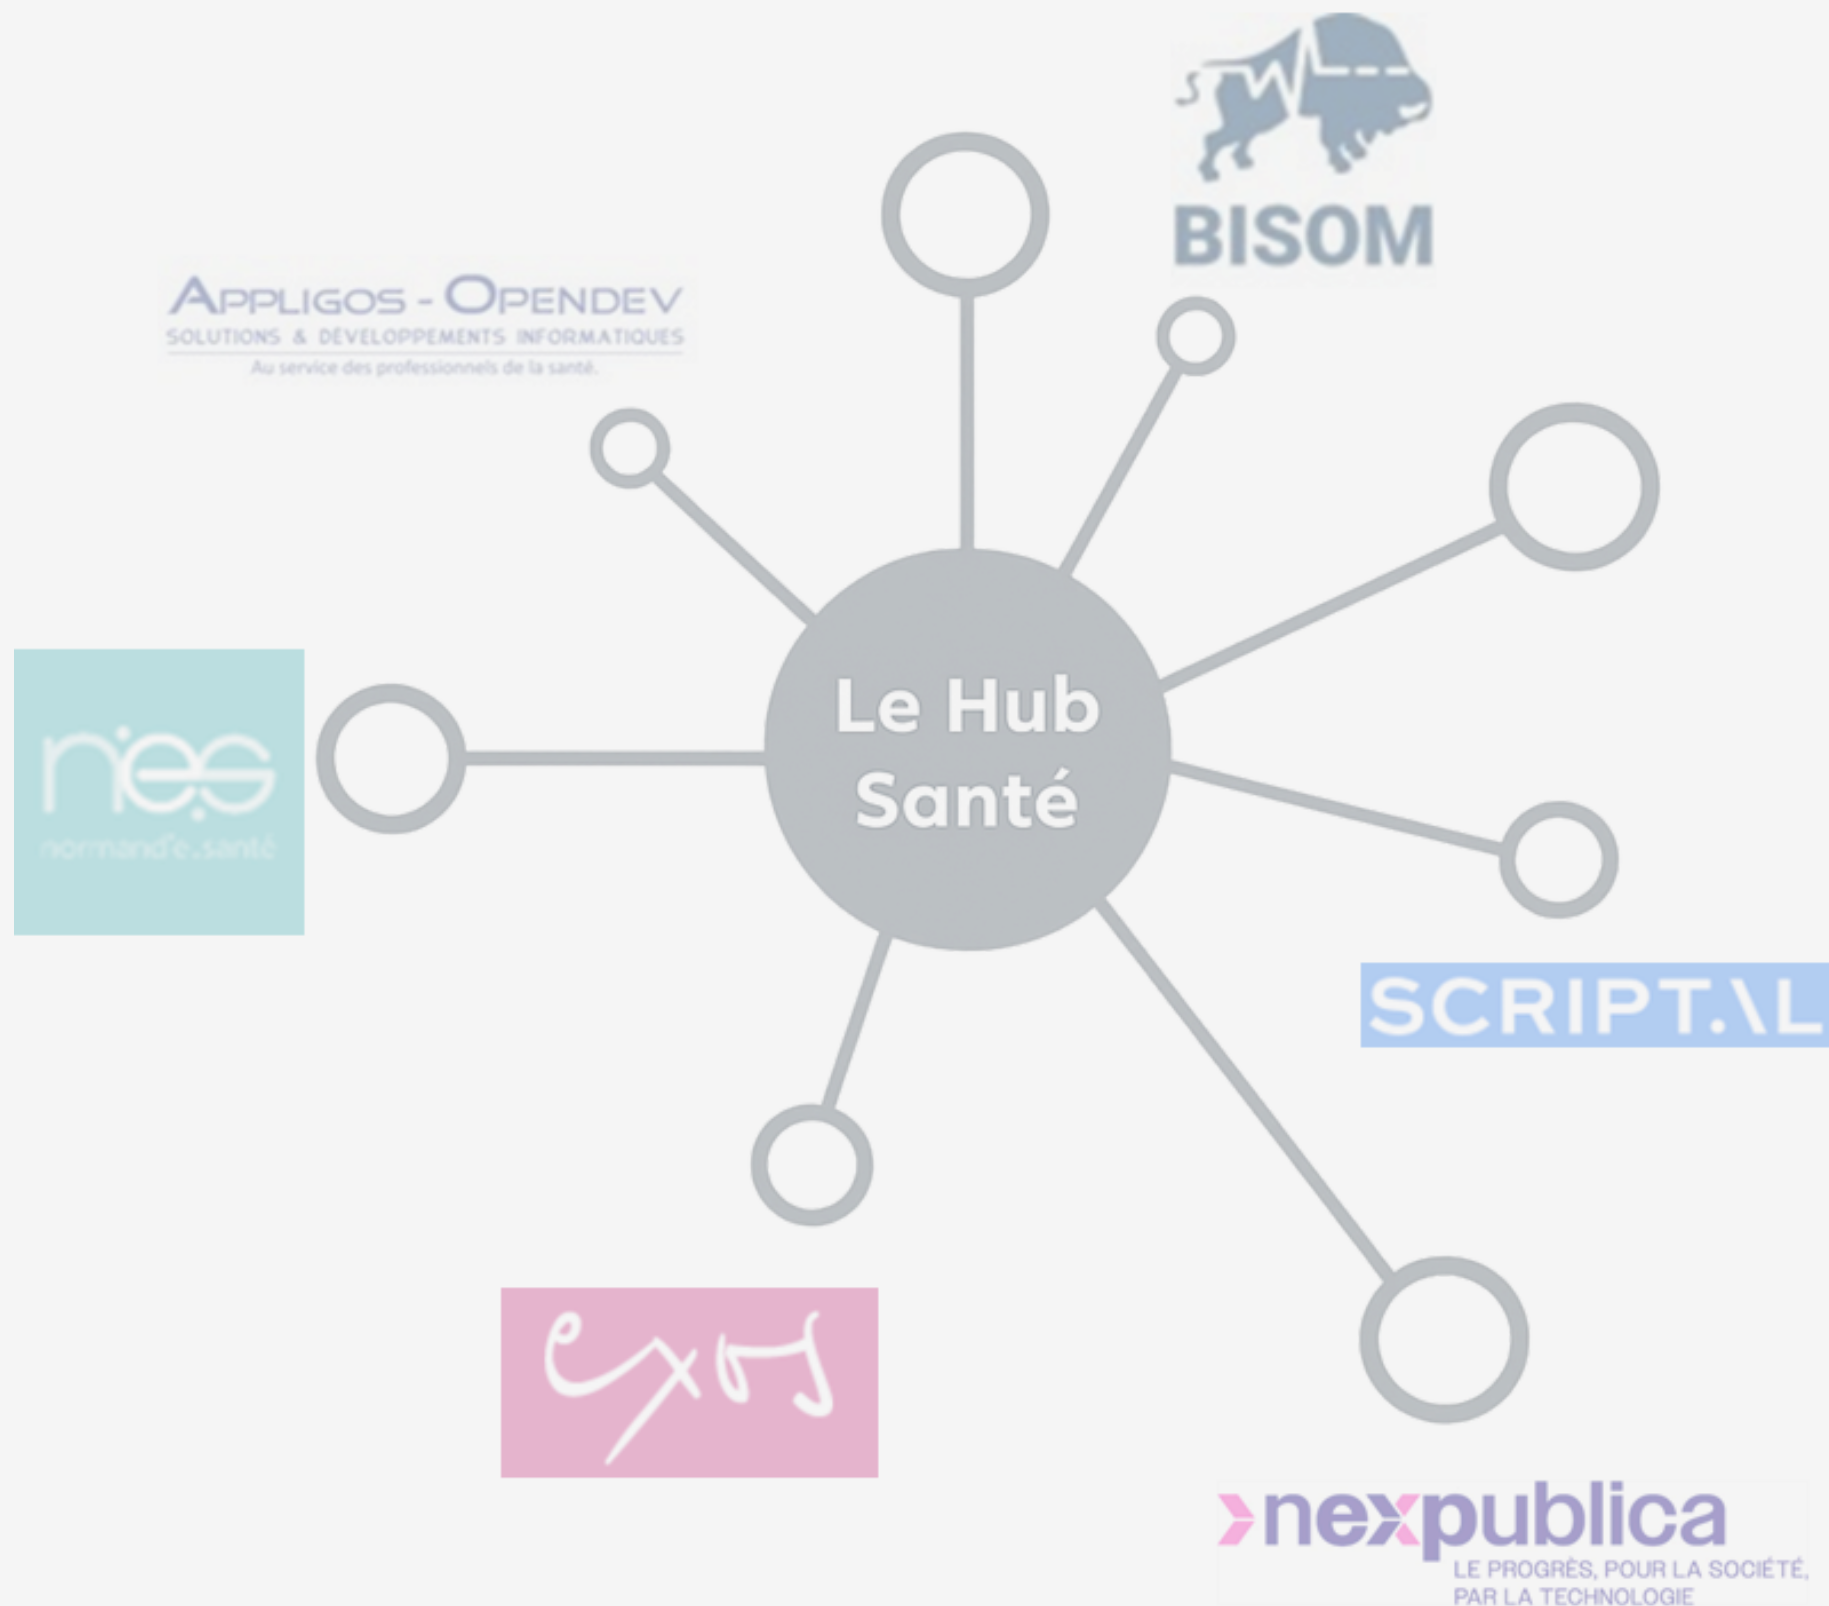 BISOM
APPLIGOS - OPENDEV
SOLUTIONS & DÉVELOPPEMENTS INFORMATIQUES
Au service des professionnels de la santé.
Le Hub
Santé
nes
normand'e.santé
SCRIPT.\L
exos
nexpublica
LE PROGRÈS, POUR LA SOCIÉTÉ,
PAR LA TECHNOLOGIE